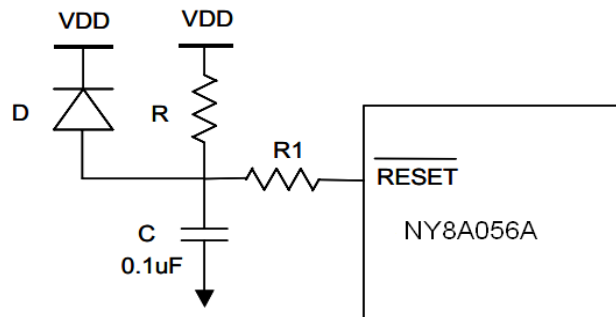 VDD
VDD
D
R
R1
RESET
C
0.1uF
NY8A056A